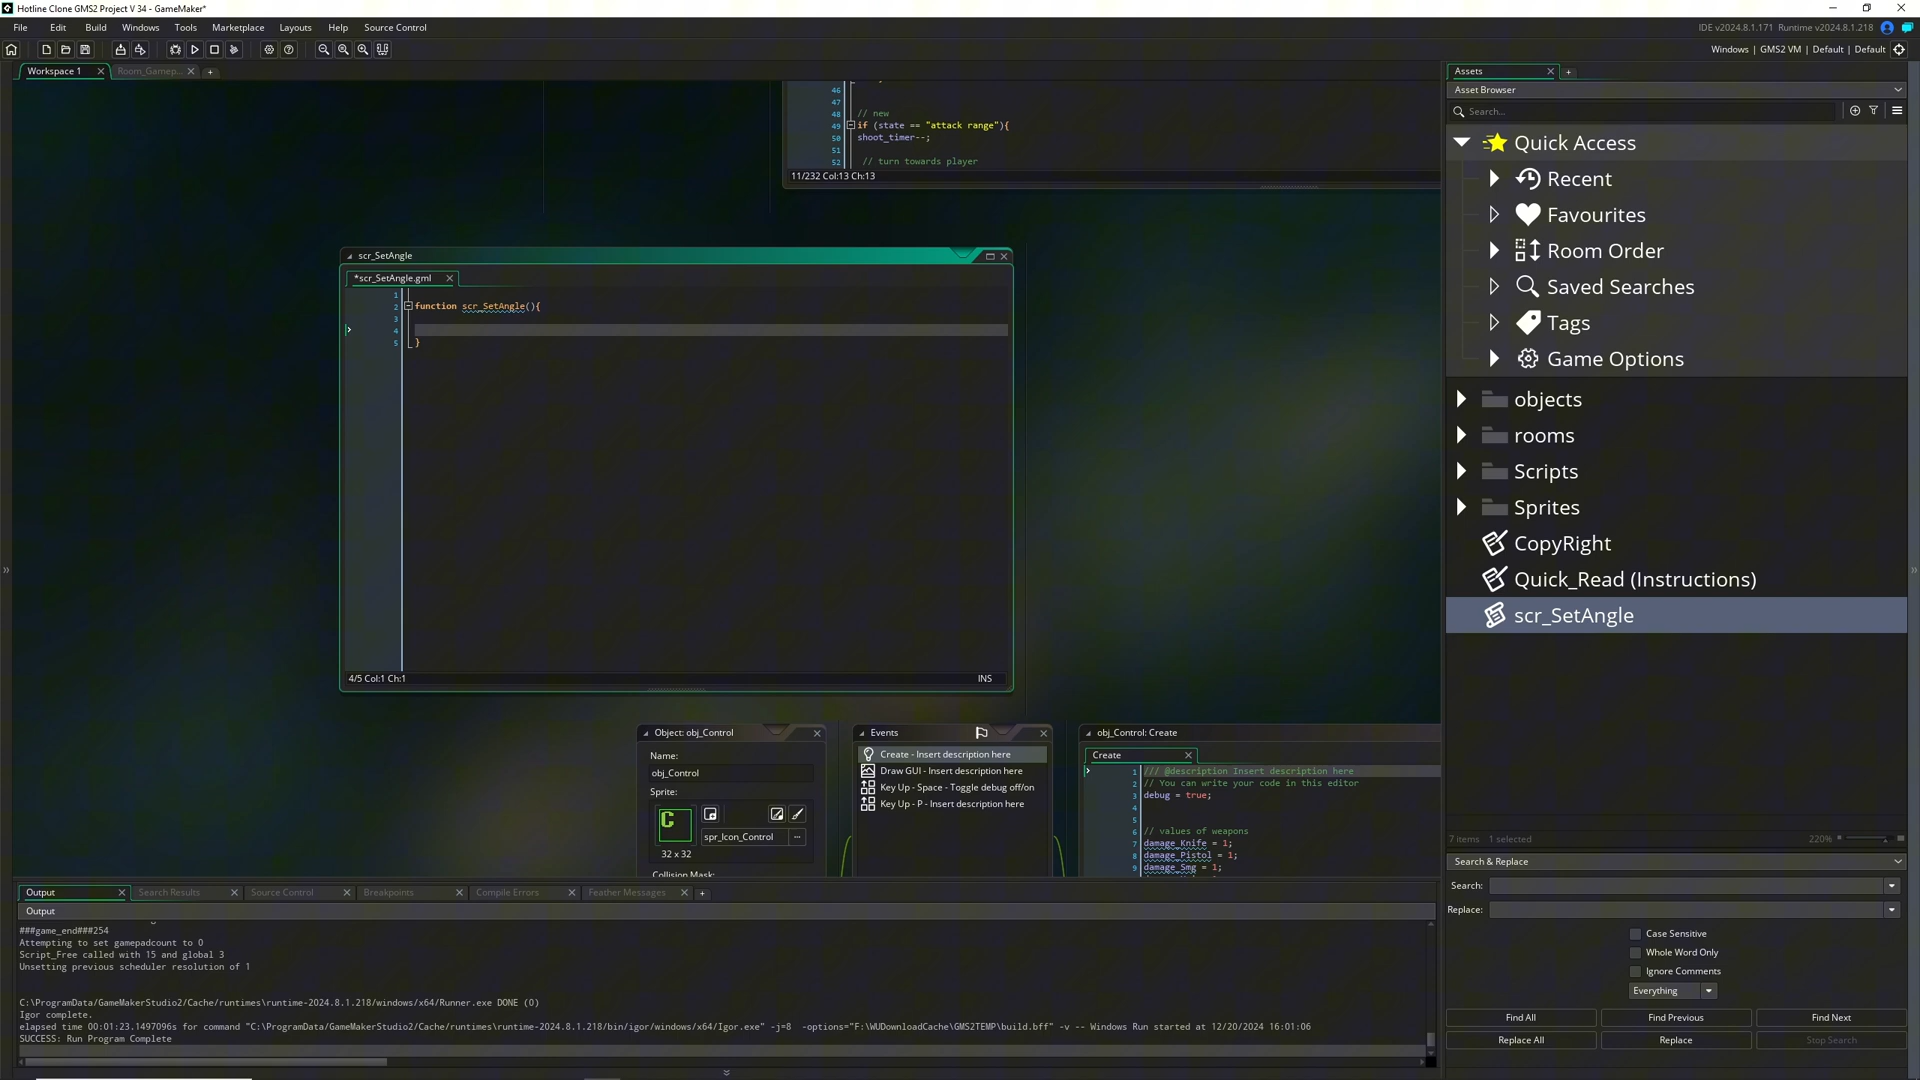 Hotline Clone GMS2 Project V 34 - GameMaker*
File Edit Build Windows Tools Marketplace Layouts Help Source Control
IDE v2024.8.1.171 Runtime v2024.8.1.218
Windows | GMS2 VM | Default | Default
Workspace 1
Room_Gamep...
46
47
48 // new
49 if (state == "attack range"){
50 shoot_timer--;
51
52 // turn towards player
11/232 Col:13 Ch:13
scr_SetAngle
*scr_SetAngle.gml
1
2 function scr_SetAngle(){
3
4
5 }
4/5 Col:1 Ch:1
INS
Object: obj_Control
Name:
obj_Control
Sprite:
C
spr_Icon_Control
...
32 x 32
Collision Mask:
Events
Create - Insert description here
Draw GUI - Insert description here
Key Up - Space - Toggle debug off/on
Key Up - P - Insert description here
obj_Control: Create
Create
1 /// @description Insert description here
2 // You can write your code in this editor
3 debug = true;
4
5
6 // values of weapons
7 damage_Knife = 1;
8 damage_Pistol = 1;
9 damage_Smg = 1;
Output Search Results Source Control Breakpoints Compile Errors Feather Messages
Output
###game_end###254
Attempting to set gamepadcount to 0
Script_Free called with 15 and global 3
Unsetting previous scheduler resolution of 1
C:\ProgramData/GameMakerStudio2/Cache/runtimes\runtime-2024.8.1.218/windows/x64/Runner.exe DONE (0)
Igor complete.
elapsed time 00:01:23.1497096s for command "C:\ProgramData/GameMakerStudio2/Cache/runtimes\runtime-2024.8.1.218/bin/igor/windows/x64/Igor.exe" -j=8 -options="F:\WUDownloadCache\GMS2TEMP\build.bff" -v -- Windows Run started at 12/20/2024 16:01:06
SUCCESS: Run Program Complete
Assets
Asset Browser
Search...
Quick Access
Recent
Favourites
Room Order
Saved Searches
Tags
Game Options
objects
rooms
Scripts
Sprites
CopyRight
Quick_Read (Instructions)
scr_SetAngle
7 items 1 selected
220%
Search & Replace
Search:
Replace:
Case Sensitive
Whole Word Only
Ignore Comments
Everything
Find All Find Previous Find Next
Replace All Replace Stop Search